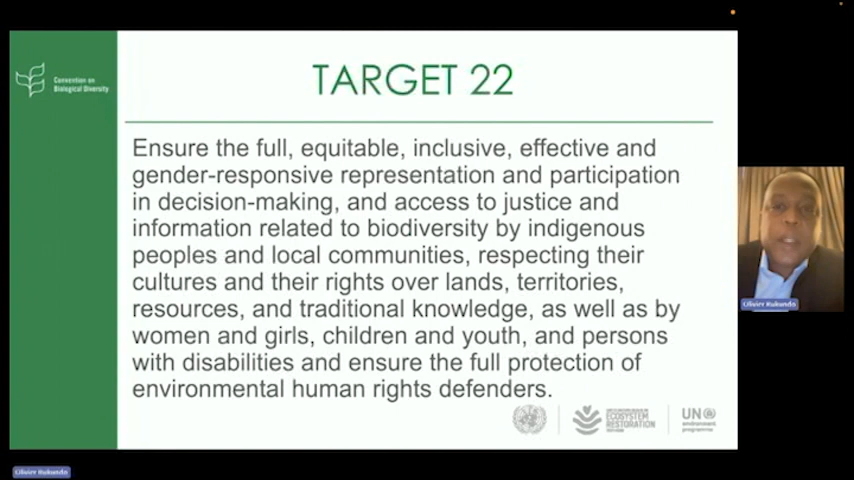 Convention on
Biological Diversity
TARGET 22
Ensure the full, equitable, inclusive, effective and
gender-responsive representation and participation
in decision-making, and access to justice and
information related to biodiversity by indigenous
peoples and local communities, respecting their
cultures and their rights over lands, territories,
resources, and traditional knowledge, as well as by
women and girls, children and youth, and persons
with disabilities and ensure the full protection of
environmental human rights defenders.
ECOSYSTEM
RESTORATION
UN
environment
programme
Olivier Rukundo
Olivier Rukundo